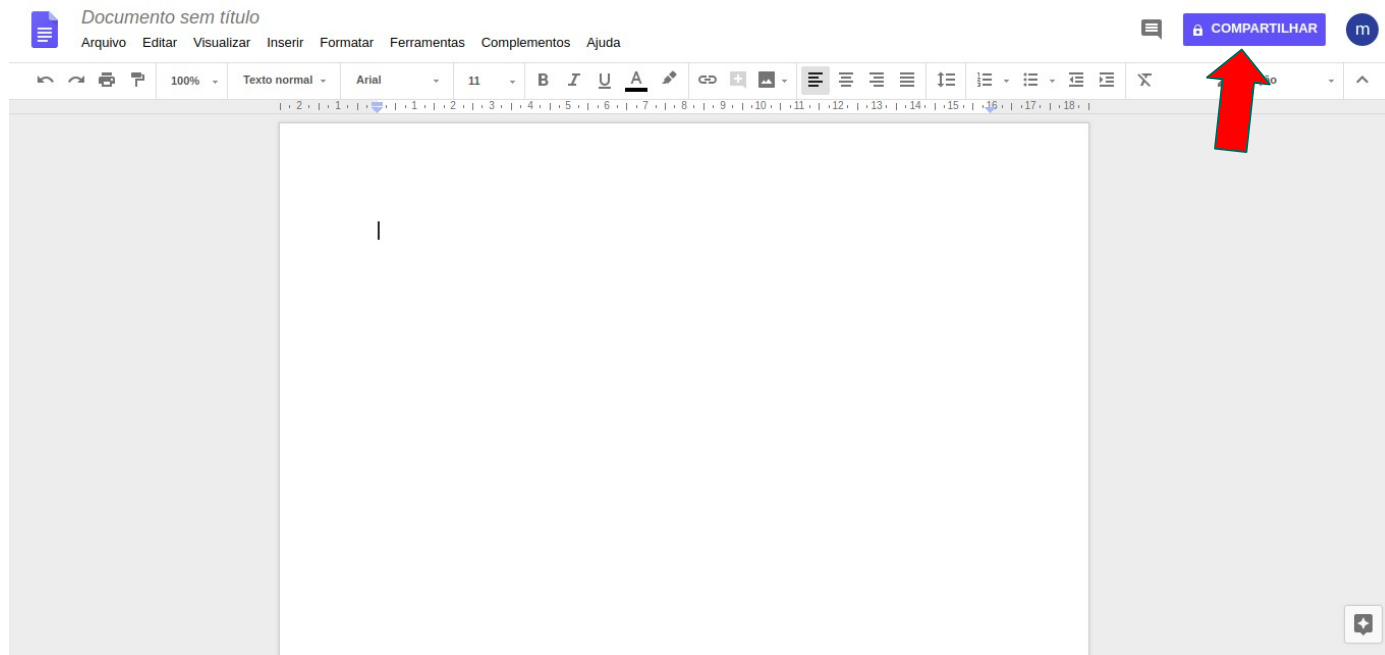 Documento sem título
Arquivo Editar Visualizar Inserir Formatar Ferramentas Complementos Ajuda
COMPARTILHAR
m
100% Texto normal Arial 11 B I U A
2 1 1 2 3 4 5 6 7 8 9 10 11 12 13 14 15 16 17 18